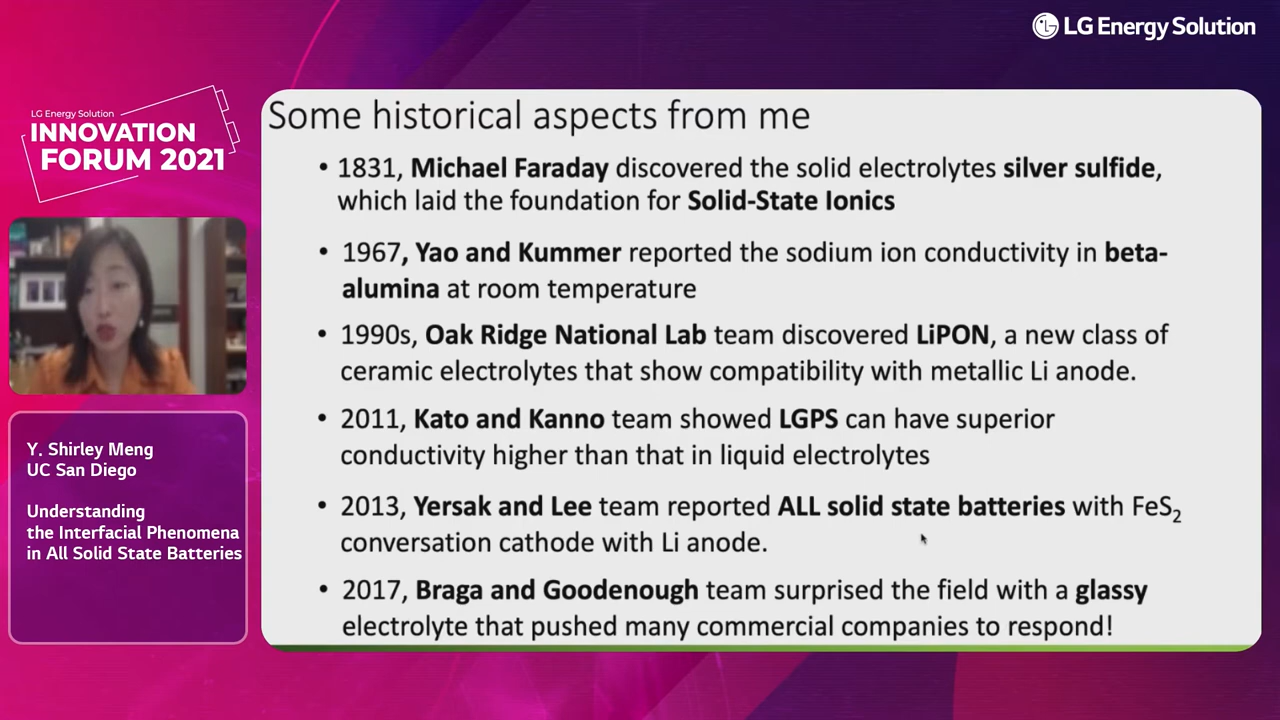 LG Energy Solution
LG Energy Solution
INNOVATION
FORUM 2021
Some historical aspects from me
• 1831, Michael Faraday discovered the solid electrolytes silver sulfide,
which laid the foundation for Solid-State Ionics
• 1967, Yao and Kummer reported the sodium ion conductivity in beta-
alumina at room temperature
• 1990s, Oak Ridge National Lab team discovered LiPON, a new class of
ceramic electrolytes that show compatibility with metallic Li anode.
• 2011, Kato and Kanno team showed LGPS can have superior
conductivity higher than that in liquid electrolytes
• 2013, Yersak and Lee team reported ALL solid state batteries with FeS₂
conversation cathode with Li anode.
• 2017, Braga and Goodenough team surprised the field with a glassy
electrolyte that pushed many commercial companies to respond!
Y. Shirley Meng
UC San Diego
Understanding
the Interfacial Phenomena
in All Solid State Batteries